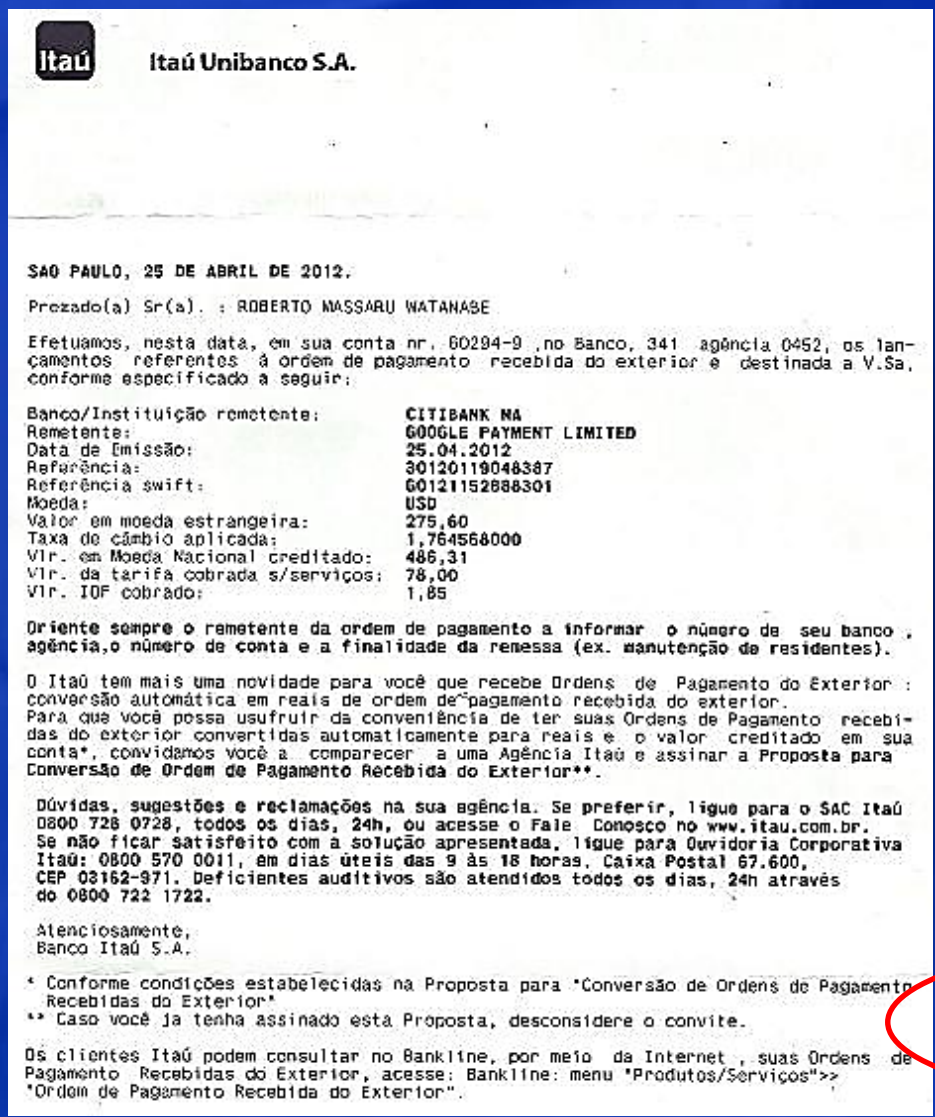 Itaú
Itaú Unibanco S.A.
SAO PAULO, 25 DE ABRIL DE 2012.
Prezado(a) Sr(a). : ROBERTO MASSARU WATANABE
Efetuamos, nesta data, em sua conta nr. 60294-9 ,no Banco, 341 agência 0452, os lan-
çamentos referentes à ordem de pagamento recebida do exterior e destinada a V.Sa,
conforme especificado a seguir:
Banco/Instituição remetente: CITIBANK NA
Remetente: GOOGLE PAYMENT LIMITED
Data de Emissão: 25.04.2012
Referência: 30120119048387
Referência swift: G0121152888301
Moeda: USD
Valor em moeda estrangeira: 275,60
Taxa de câmbio aplicada: 1,764568000
Vlr. em Moeda Nacional creditado: 486,31
Vlr. da tarifa cobrada s/serviços: 78,00
Vlr. IOF cobrado: 1,85
Oriente sempre o remetente da ordem de pagamento a informar o número de seu banco ,
agência,o número de conta e a finalidade da remessa (ex. manutenção de residentes).
O Itaú tem mais uma novidade para você que recebe Ordens de Pagamento do Exterior :
conversão automática em reais de ordem de pagamento recebida do exterior.
Para que você possa usufruir da conveniência de ter suas Ordens de Pagamento recebi-
das do exterior convertidas automaticamente para reais e o valor creditado em sua
conta*, convidamos você a comparecer a uma Agência Itaú e assinar a Proposta para
Conversão de Ordem de Pagamento Recebida do Exterior**.
Dúvidas, sugestões e reclamações na sua agência. Se preferir, ligue para o SAC Itaú
0800 728 0728, todos os dias, 24h, ou acesse o Fale Conosco no www.itau.com.br.
Se não ficar satisfeito com a solução apresentada, ligue para Ouvidoria Corporativa
Itaú: 0800 570 0011, em dias úteis das 9 às 18 horas, Caixa Postal 67.600,
CEP 03162-971. Deficientes auditivos são atendidos todos os dias, 24h através
do 0800 722 1722.
Atenciosamente,
Banco Itaú S.A.
* Conforme condições estabelecidas na Proposta para "Conversão de Ordens de Pagamento
Recebidas do Exterior"
** Caso você ja tenha assinado esta Proposta, desconsidere o convite.
Os clientes Itaú podem consultar no Bankline, por meio da Internet , suas Ordens de
Pagamento Recebidas do Exterior, acesse: Bankline: menu "Produtos/Serviços">>
"Ordem de Pagamento Recebida do Exterior".